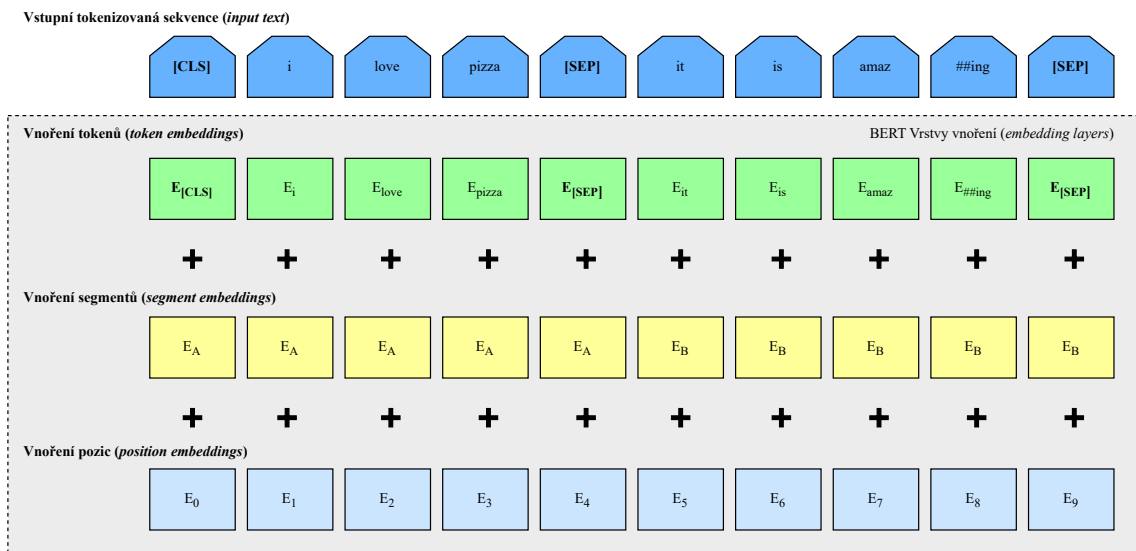 Vstupní tokenizovaná sekvence (input text)
[CLS] i love pizza [SEP] it is amaz ##ing [SEP]
Vnoření tokenů (token embeddings) BERT Vrstvy vnoření (embedding layers)
E[CLS] Ei Elove Epizza E[SEP] Eit Eis Eamaz E##ing E[SEP]
+ + + + + + + + + +
Vnoření segmentů (segment embeddings)
EA EA EA EA EA EB EB EB EB EB
+ + + + + + + + + +
Vnoření pozic (position embeddings)
E0 E1 E2 E3 E4 E5 E6 E7 E8 E9